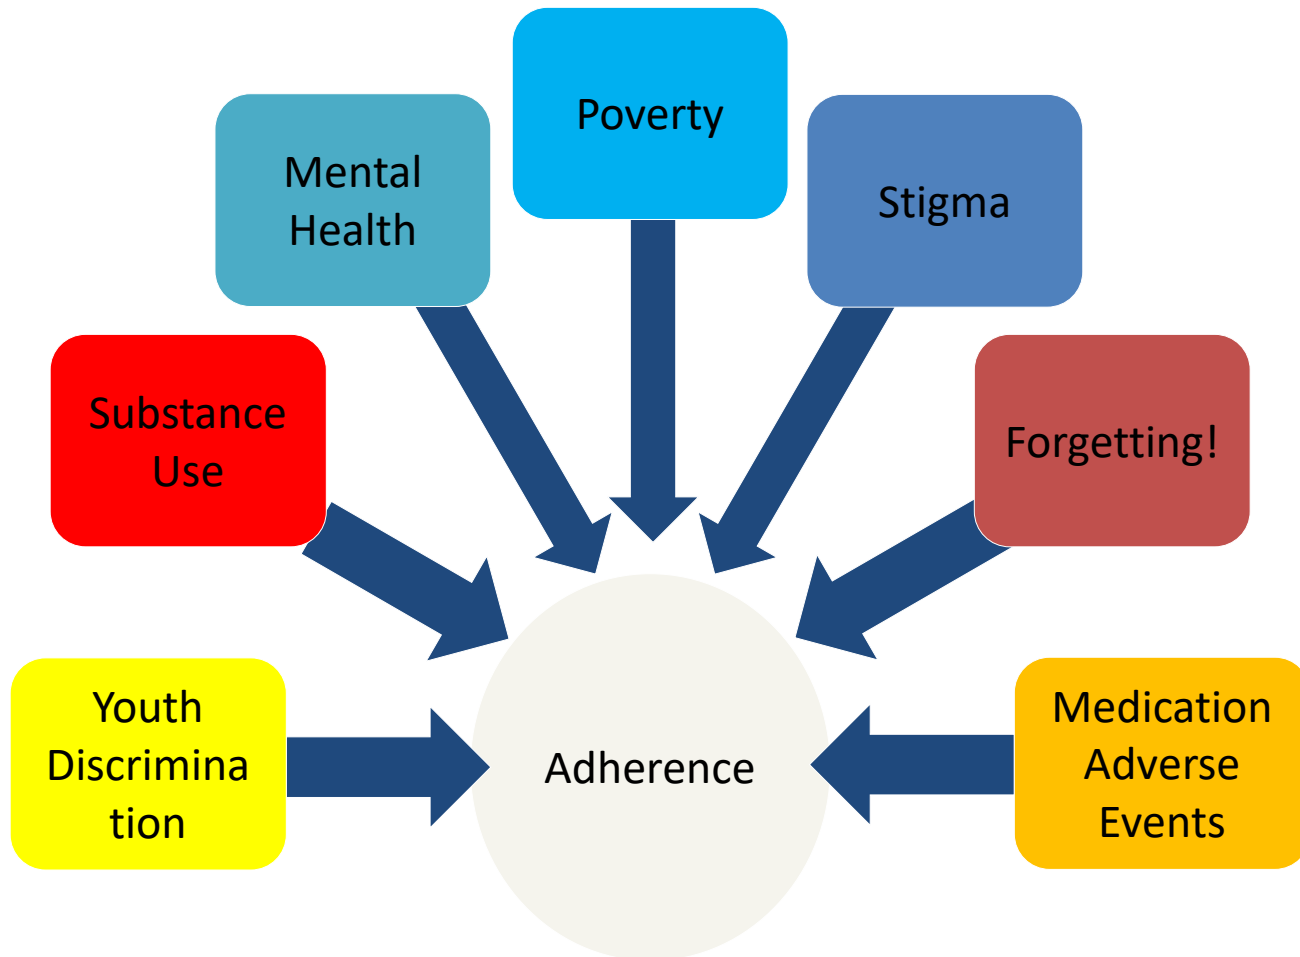 Poverty
Mental
Health
Stigma
Substance
Use
Forgetting!
Youth
Discrimina
tion
Adherence
Medication
Adverse
Events